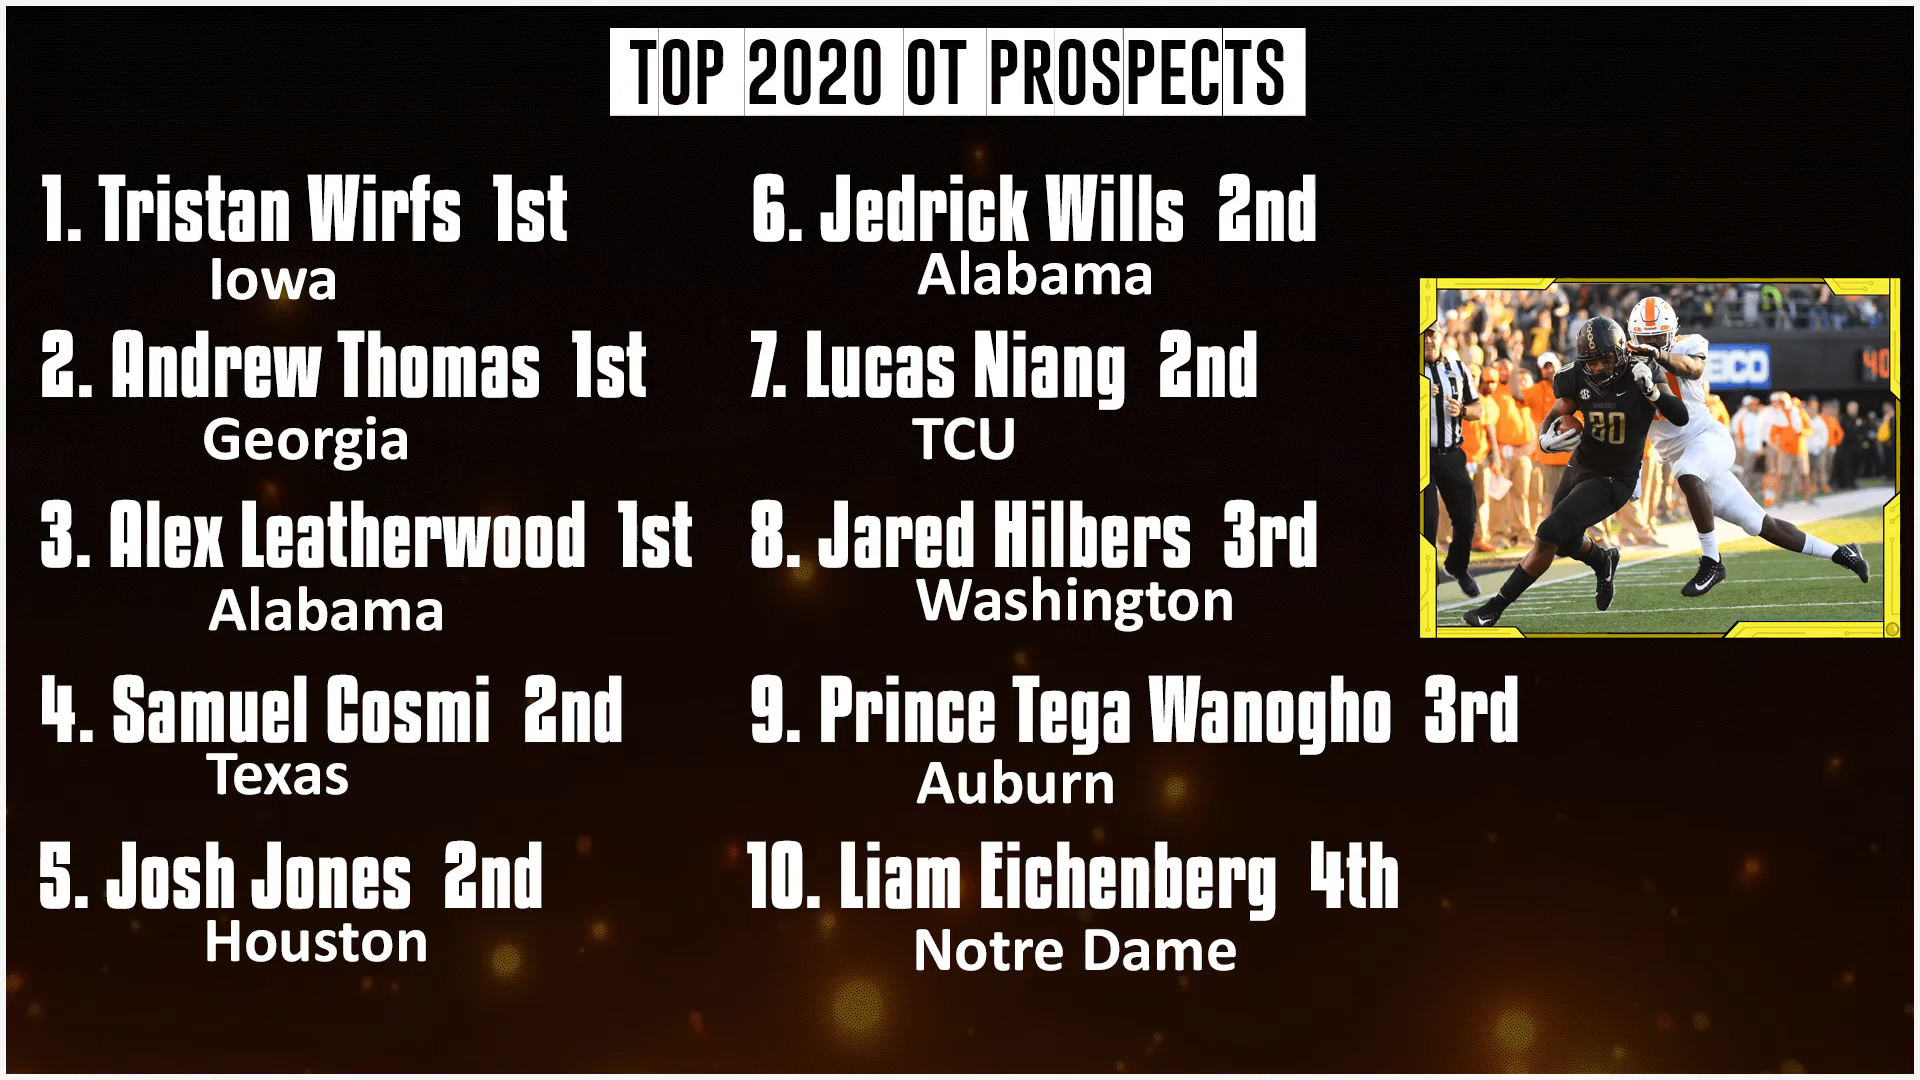 TOP 2020 OT PROSPECTS
1. Tristan Wirfs 1st
Iowa
2. Andrew Thomas 1st
Georgia
3. Alex Leatherwood 1st
Alabama
4. Samuel Cosmi 2nd
Texas
5. Josh Jones 2nd
Houston
6. Jedrick Wills 2nd
Alabama
7. Lucas Niang 2nd
TCU
8. Jared Hilbers 3rd
Washington
9. Prince Tega Wanogho 3rd
Auburn
10. Liam Eichenberg 4th
Notre Dame
EICO
40